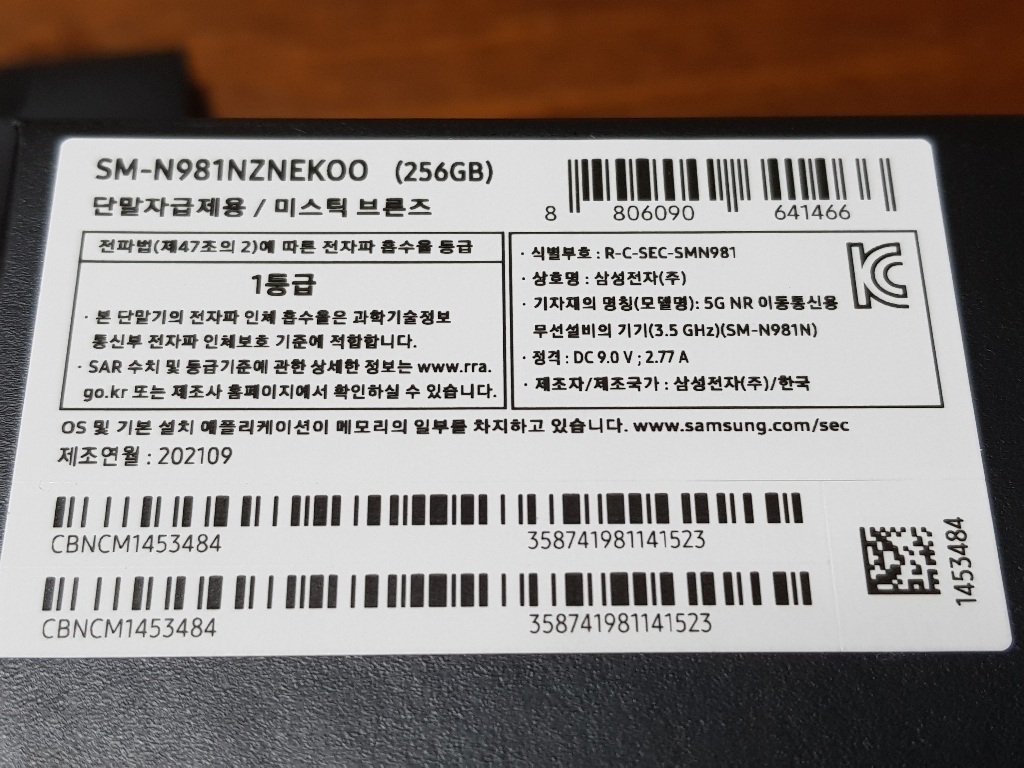 SM-N981NZNEKOO (256GB)
단말자급제용 / 미스틱 브론즈
8 806090 641466
전파법(제47조의 2)에 따른 전자파 흡수율 등급
1등급
· 본 단말기의 전자파 인체 흡수율은 과학기술정보
통신부 전자파 인체보호 기준에 적합합니다.
· SAR 수치 및 등급기준에 관한 상세한 정보는 www.rra.
go.kr 또는 제조사 홈페이지에서 확인하실 수 있습니다.
· 식별부호 : R-C-SEC-SMN981
· 상호명 : 삼성전자(주)
· 기자재의 명칭(모델명): 5G NR 이동통신용
무선설비의 기기(3.5 GHz)(SM-N981N)
· 정격 : DC 9.0 V ; 2.77 A
· 제조자/제조국가 : 삼성전자(주)/한국
KC
OS 및 기본 설치 애플리케이션이 메모리의 일부를 차지하고 있습니다. www.samsung.com/sec
제조연월 : 202109
CBNCM1453484 358741981141523
CBNCM1453484 358741981141523
1453484